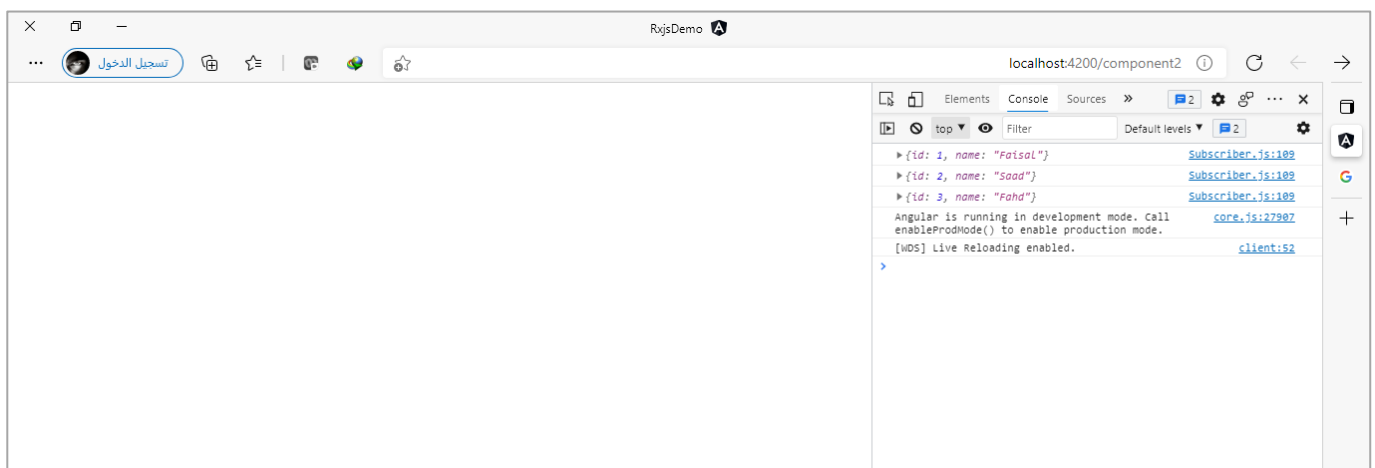 RxjsDemo
تسجيل الدخول
localhost:4200/component2
Elements Console Sources 2
top Filter Default levels 2
{id: 1, name: "Faisal"} Subscriber.js:109
{id: 2, name: "Saad"} Subscriber.js:109
{id: 3, name: "Fahd"} Subscriber.js:109
Angular is running in development mode. Call core.js:27907
enableProdMode() to enable production mode.
[WDS] Live Reloading enabled. client:52